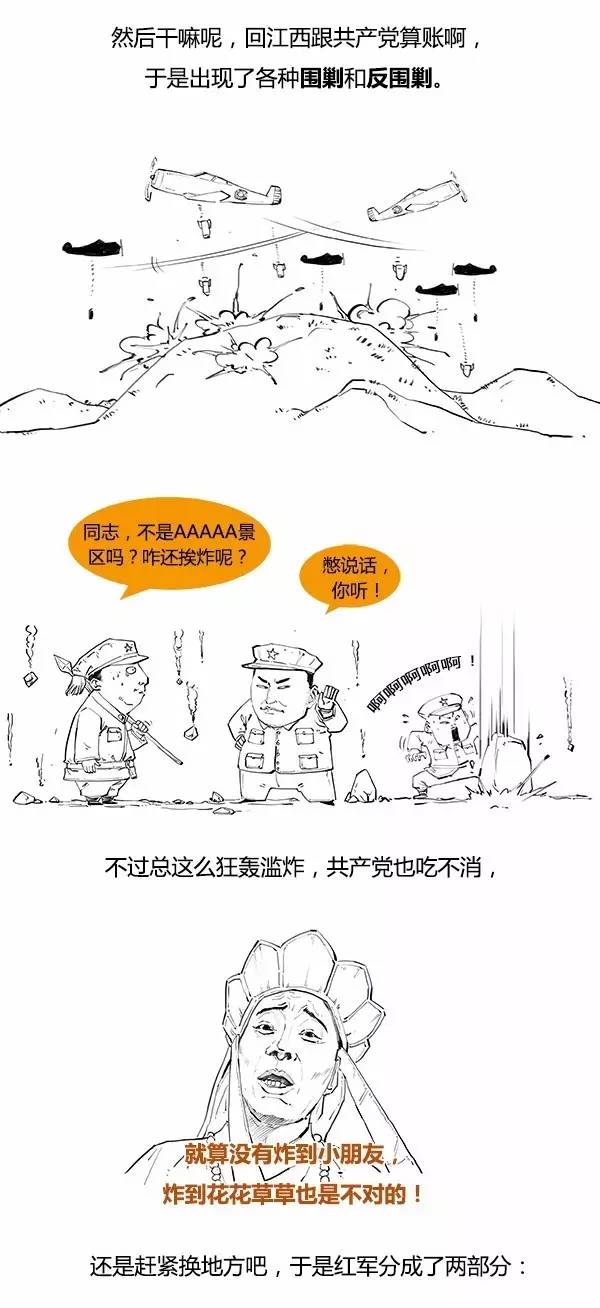 然后干嘛呢，回江西跟共产党算账啊，
于是出现了各种围剿和反围剿。
同志，不是AAAAA景
区吗？咋还挨炸呢？
憋说话，
你听！
啊啊啊啊啊啊！
不过总这么狂轰滥炸，共产党也吃不消，
就算没有炸到小朋友，
炸到花花草草也是不对的！
还是赶紧换地方吧，于是红军分成了两部分：